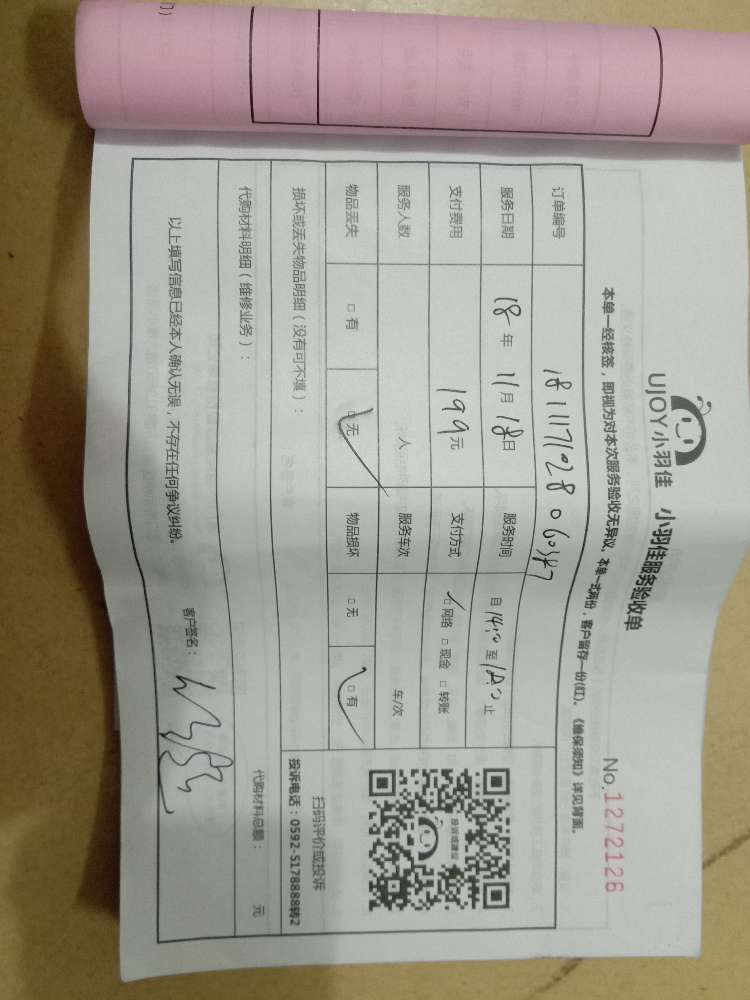 UJOY小羽佳 小羽佳服务验收单
No.1272126
本单一经核签，即视为对本次服务验收无异议，本单一式两份，客户留存一份(红)。《维保须知》详见背面。
订单编号
服务日期 18年 11月 18日 服务时间 自 14:00 至 18:00 止
支付费用 199元 支付方式 ☑网络 □现金 □转账
服务人数 人 服务车次 车/次
物品丢失 □有 ☑无 物品损坏 □无 ☑有
损坏或丢失物品明细（没有可不填）：
代购材料明细（维修业务）： 代购材料总额： 元
以上填写信息已经本人确认无误，不存在任何争议纠纷。 客户签名：
投诉或建议
扫码评价或投诉
投诉电话：0592-5178888转2